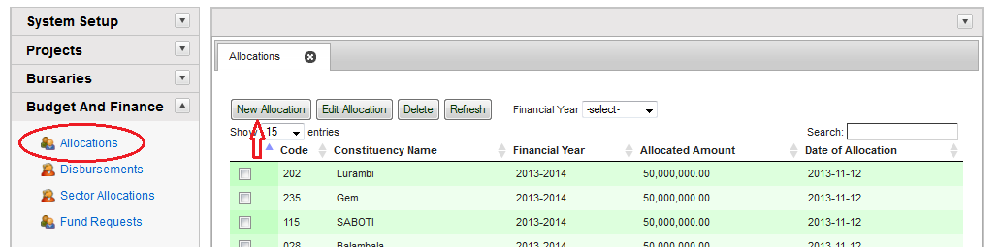 System Setup
Projects
Bursaries
Budget And Finance
Allocations
Disbursements
Sector Allocations
Fund Requests
Allocations
New Allocation Edit Allocation Delete Refresh Financial Year -select-
Show 15 entries Search:
Code Constituency Name Financial Year Allocated Amount Date of Allocation
202 Lurambi 2013-2014 50,000,000.00 2013-11-12
235 Gem 2013-2014 50,000,000.00 2013-11-12
115 SABOTI 2013-2014 50,000,000.00 2013-11-12
028 Balambala 2013-2014 50,000,000.00 2013-11-12